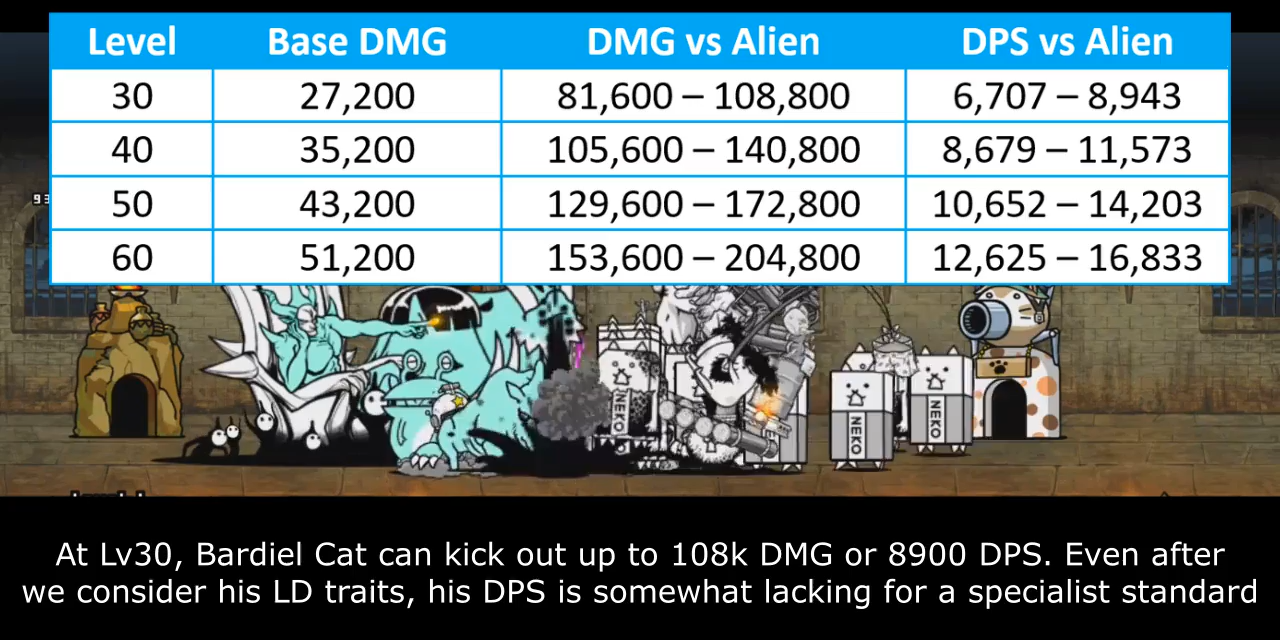 Level Base DMG DMG vs Alien DPS vs Alien
30 27,200 81,600 – 108,800 6,707 – 8,943
40 35,200 105,600 – 140,800 8,679 – 11,573
50 43,200 129,600 – 172,800 10,652 – 14,203
60 51,200 153,600 – 204,800 12,625 – 16,833
NEKO
NEKO
NEKO
At Lv30, Bardiel Cat can kick out up to 108k DMG or 8900 DPS. Even after
we consider his LD traits, his DPS is somewhat lacking for a specialist standard